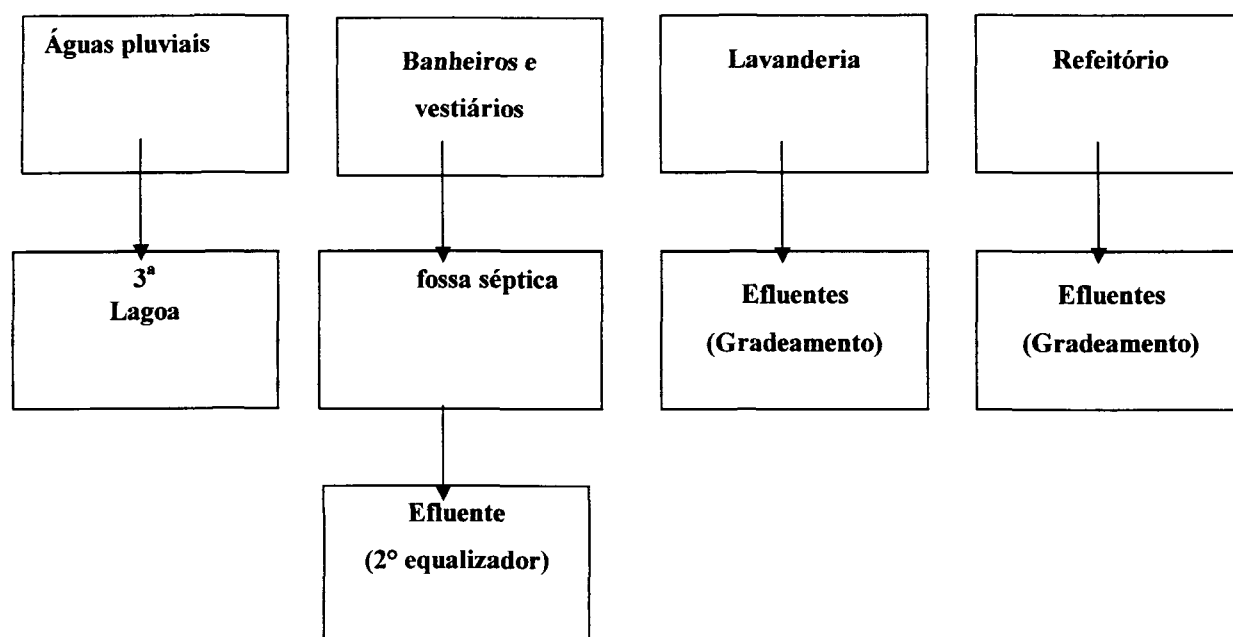 Águas pluviais
Banheiros e
vestiários
Lavanderia
Refeitório
3ª
Lagoa
fossa séptica
Efluentes
(Gradeamento)
Efluentes
(Gradeamento)
Efluente
(2° equalizador)